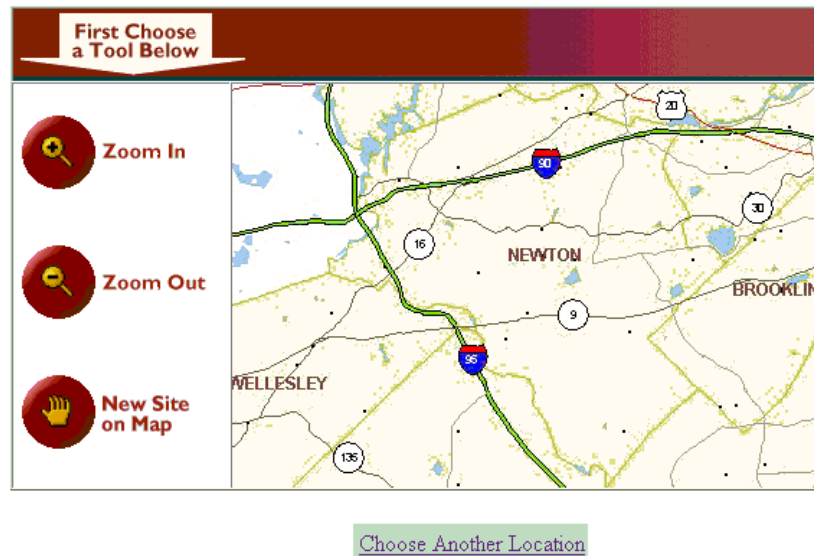 First Choose
a Tool Below
Zoom In
Zoom Out
New Site
on Map
20
90
30
16
NEWTON
BROOKLIN
9
95
WELLESLEY
135
Choose Another Location